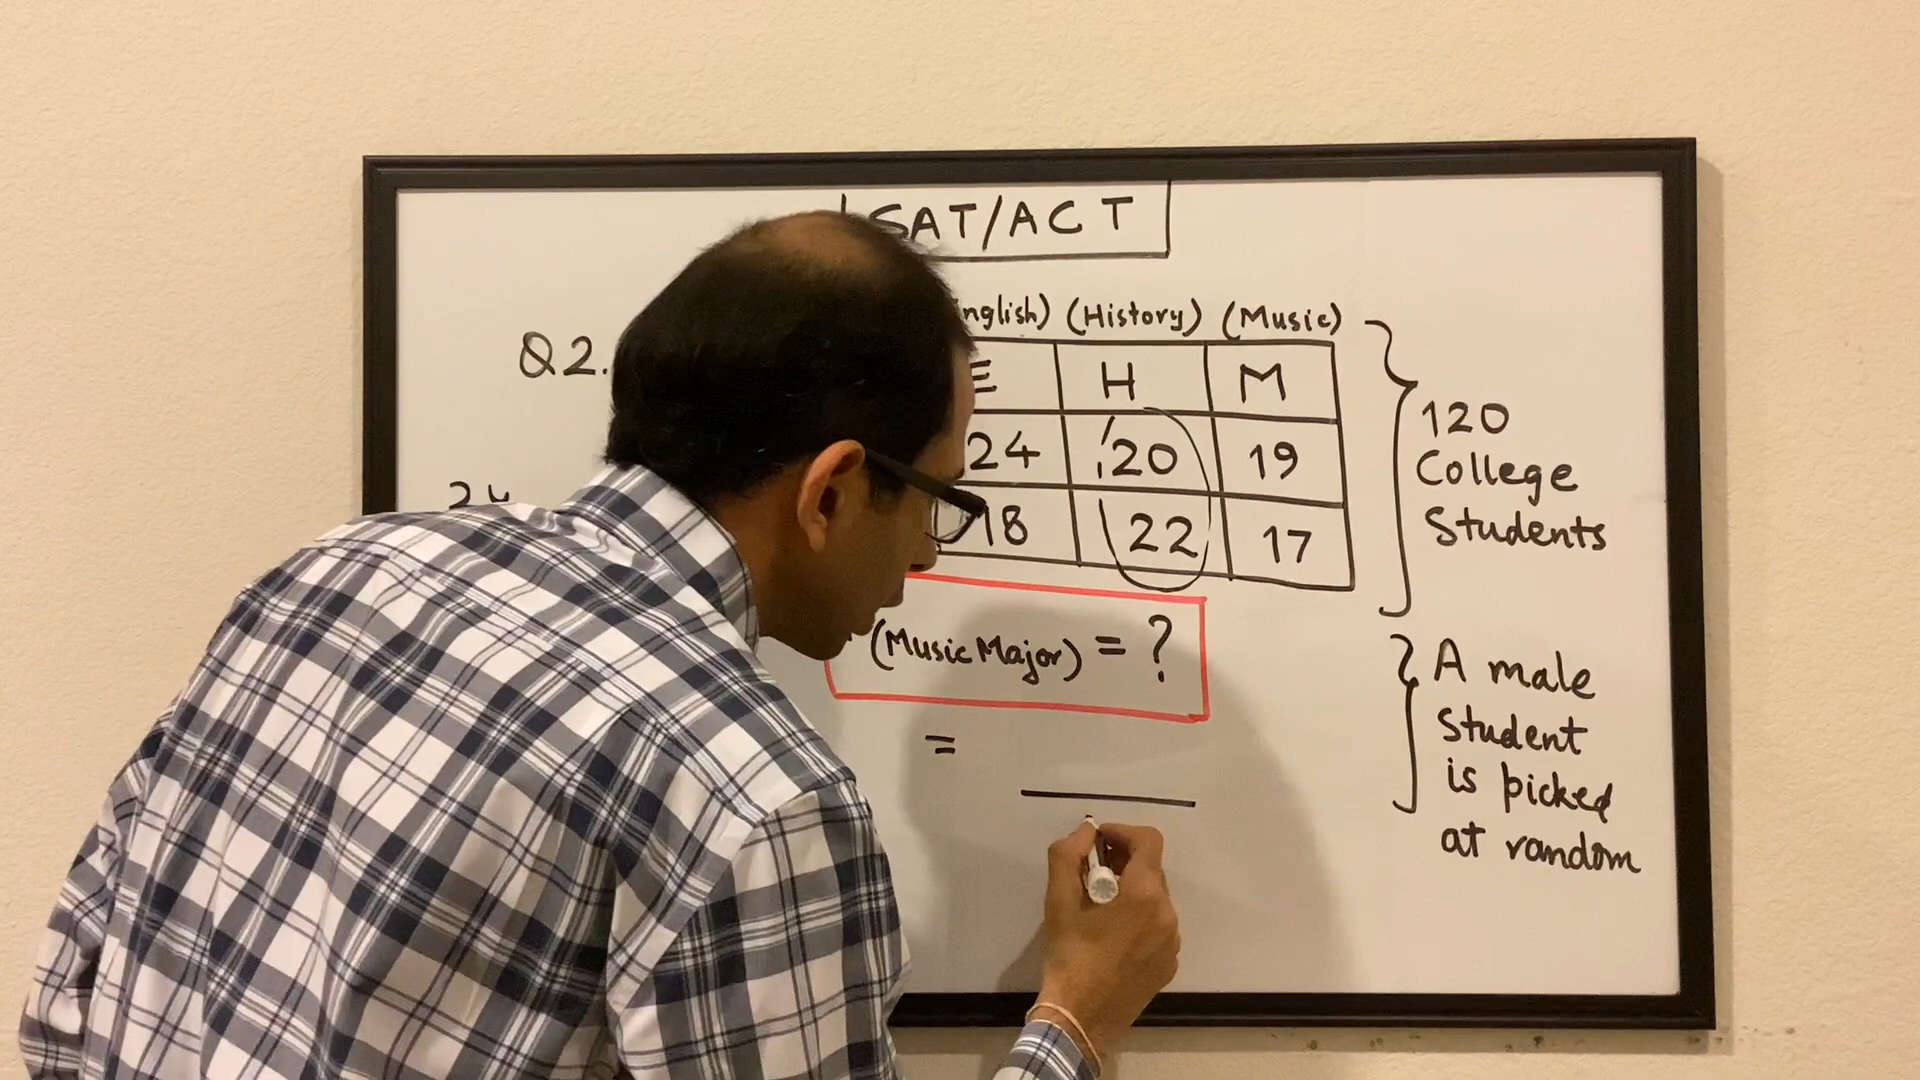 SAT/ACT
nglish) (History) (Music)
Q2.
E H M
24 20 19
18 22 17
120
College
Students
(Music Major) = ?
=
A male
student
is picked
at random